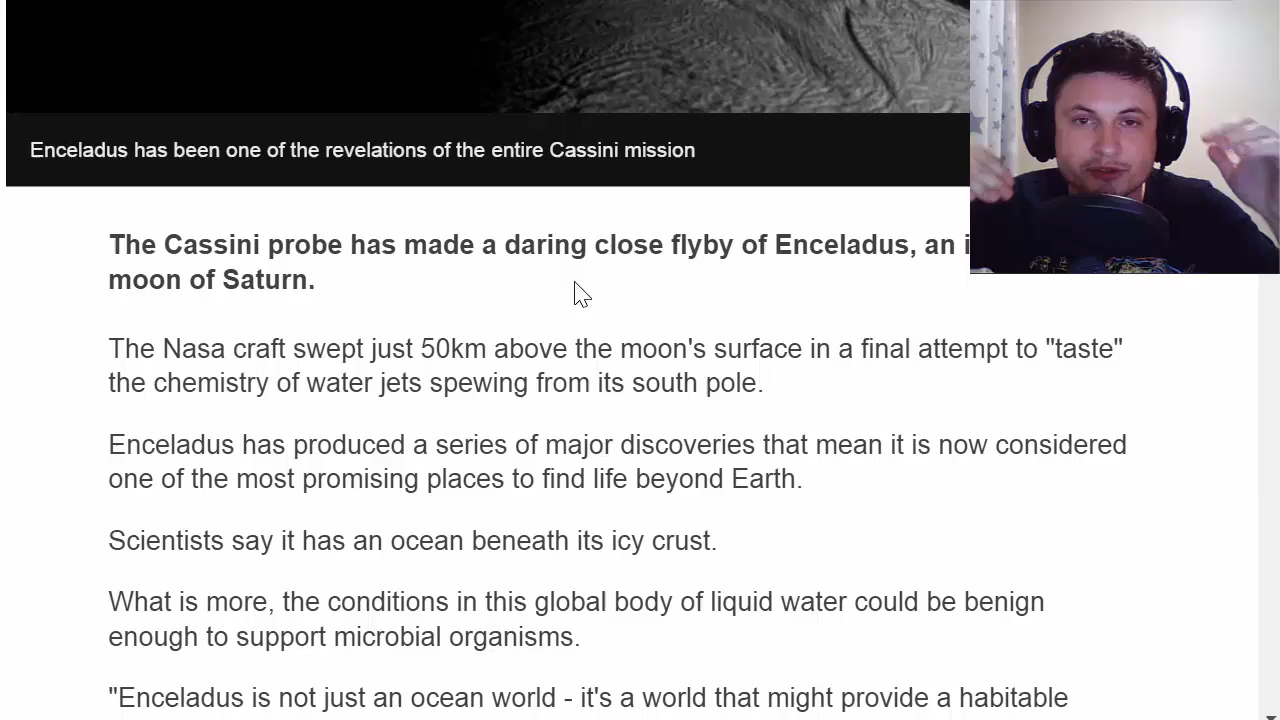 Enceladus has been one of the revelations of the entire Cassini mission
The Cassini probe has made a daring close flyby of Enceladus, an
moon of Saturn.
The Nasa craft swept just 50km above the moon's surface in a final attempt to "taste"
the chemistry of water jets spewing from its south pole.
Enceladus has produced a series of major discoveries that mean it is now considered
one of the most promising places to find life beyond Earth.
Scientists say it has an ocean beneath its icy crust.
What is more, the conditions in this global body of liquid water could be benign
enough to support microbial organisms.
"Enceladus is not just an ocean world - it's a world that might provide a habitable